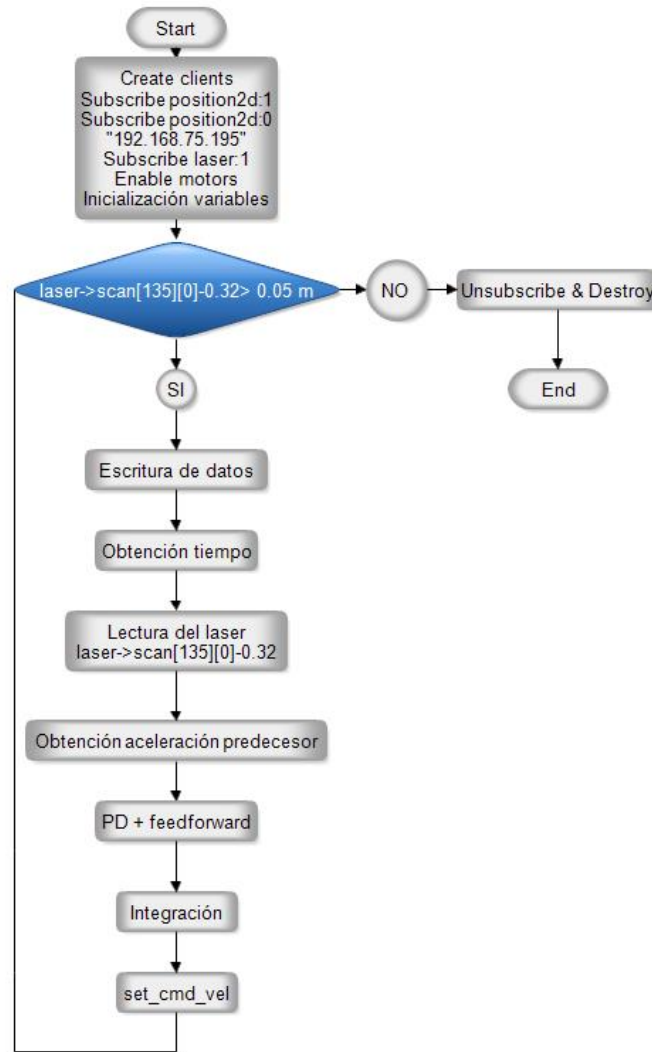 Start
Create clients
Subscribe position2d:1
Subscribe position2d:0
"192.168.75.195"
Subscribe laser:1
Enable motors
Inicialización variables
laser->scan[135][0]-0.32> 0.05 m
NO
Unsubscribe & Destroy
End
SI
Escritura de datos
Obtención tiempo
Lectura del laser
laser->scan[135][0]-0.32
Obtención aceleración predecesor
PD + feedforward
Integración
set_cmd_vel